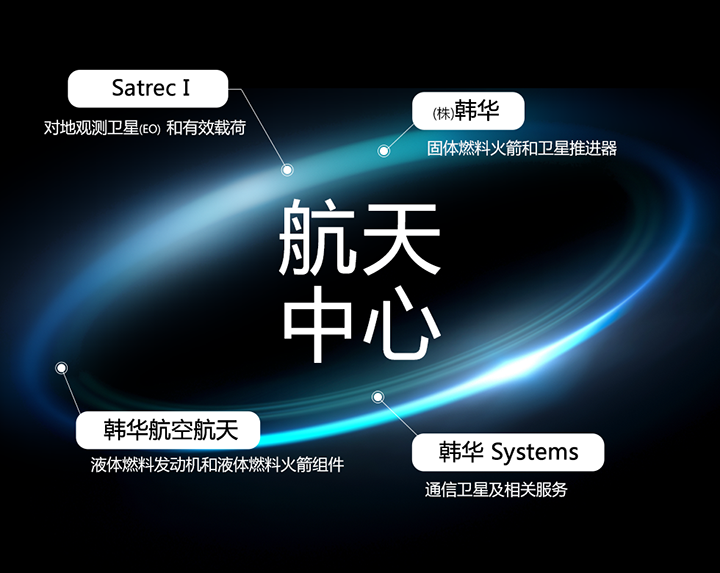 Satrec I
对地观测卫星(EO) 和有效载荷
(株)韩华
固体燃料火箭和卫星推进器
航天
中心
韩华航空航天
液体燃料发动机和液体燃料火箭组件
韩华 Systems
通信卫星及相关服务